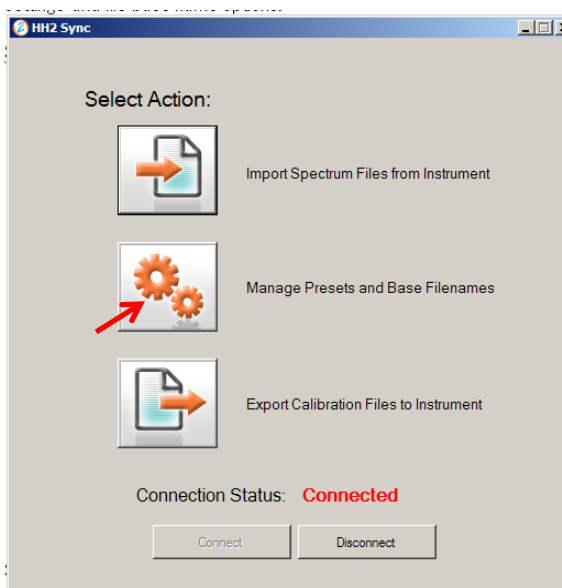 HH2 Sync
Select Action:
Import Spectrum Files from Instrument
Manage Presets and Base Filenames
Export Calibration Files to Instrument
Connection Status: Connected
Connect Disconnect